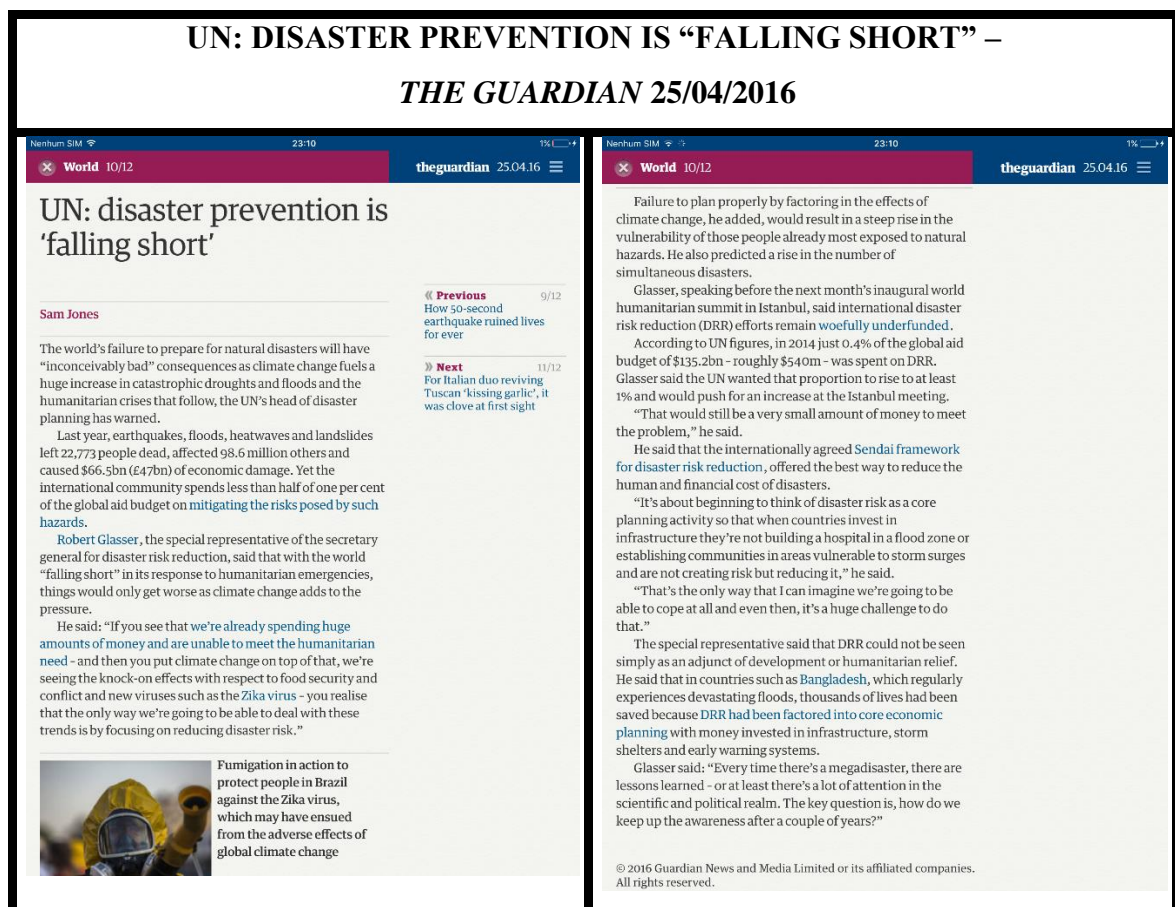 UN: DISASTER PREVENTION IS “FALLING SHORT” –
THE GUARDIAN 25/04/2016
Nenhum SIM 23:10 1%
World 10/12 theguardian 25.04.16
UN: disaster prevention is
‘falling short’
Sam Jones
The world’s failure to prepare for natural disasters will have
“inconceivably bad” consequences as climate change fuels a
huge increase in catastrophic droughts and floods and the
humanitarian crises that follow, the UN’s head of disaster
planning has warned.
Last year, earthquakes, floods, heatwaves and landslides
left 22,773 people dead, affected 98.6 million others and
caused $66.5bn (£47bn) of economic damage. Yet the
international community spends less than half of one per cent
of the global aid budget on mitigating the risks posed by such
hazards.
Robert Glasser, the special representative of the secretary
general for disaster risk reduction, said that with the world
“falling short” in its response to humanitarian emergencies,
things would only get worse as climate change adds to the
pressure.
He said: “If you see that we’re already spending huge
amounts of money and are unable to meet the humanitarian
need – and then you put climate change on top of that, we’re
seeing the knock-on effects with respect to food security and
conflict and new viruses such as the Zika virus – you realise
that the only way we’re going to be able to deal with these
trends is by focusing on reducing disaster risk.”
Fumigation in action to
protect people in Brazil
against the Zika virus,
which may have ensued
from the adverse effects of
global climate change
Previous 9/12
How 50-second
earthquake ruined lives
for ever
Next 11/12
For Italian duo reviving
Tuscan ‘kissing garlic’, it
was clove at first sight
Nenhum SIM 23:10 1%
World 10/12 theguardian 25.04.16
Failure to plan properly by factoring in the effects of
climate change, he added, would result in a steep rise in the
vulnerability of those people already most exposed to natural
hazards. He also predicted a rise in the number of
simultaneous disasters.
Glasser, speaking before the next month’s inaugural world
humanitarian summit in Istanbul, said international disaster
risk reduction (DRR) efforts remain woefully underfunded.
According to UN figures, in 2014 just 0.4% of the global aid
budget of $135.2bn – roughly $540m – was spent on DRR.
Glasser said the UN wanted that proportion to rise to at least
1% and would push for an increase at the Istanbul meeting.
“That would still be a very small amount of money to meet
the problem,” he said.
He said that the internationally agreed Sendai framework
for disaster risk reduction, offered the best way to reduce the
human and financial cost of disasters.
“It’s about beginning to think of disaster risk as a core
planning activity so that when countries invest in
infrastructure they’re not building a hospital in a flood zone or
establishing communities in areas vulnerable to storm surges
and are not creating risk but reducing it,” he said.
“That’s the only way that I can imagine we’re going to be
able to cope at all and even then, it’s a huge challenge to do
that.”
The special representative said that DRR could not be seen
simply as an adjunct of development or humanitarian relief.
He said that in countries such as Bangladesh, which regularly
experiences devastating floods, thousands of lives had been
saved because DRR had been factored into core economic
planning with money invested in infrastructure, storm
shelters and early warning systems.
Glasser said: “Every time there’s a megadisaster, there are
lessons learned – or at least there’s a lot of attention in the
scientific and political realm. The key question is, how do we
keep up the awareness after a couple of years?”
© 2016 Guardian News and Media Limited or its affiliated companies.
All rights reserved.